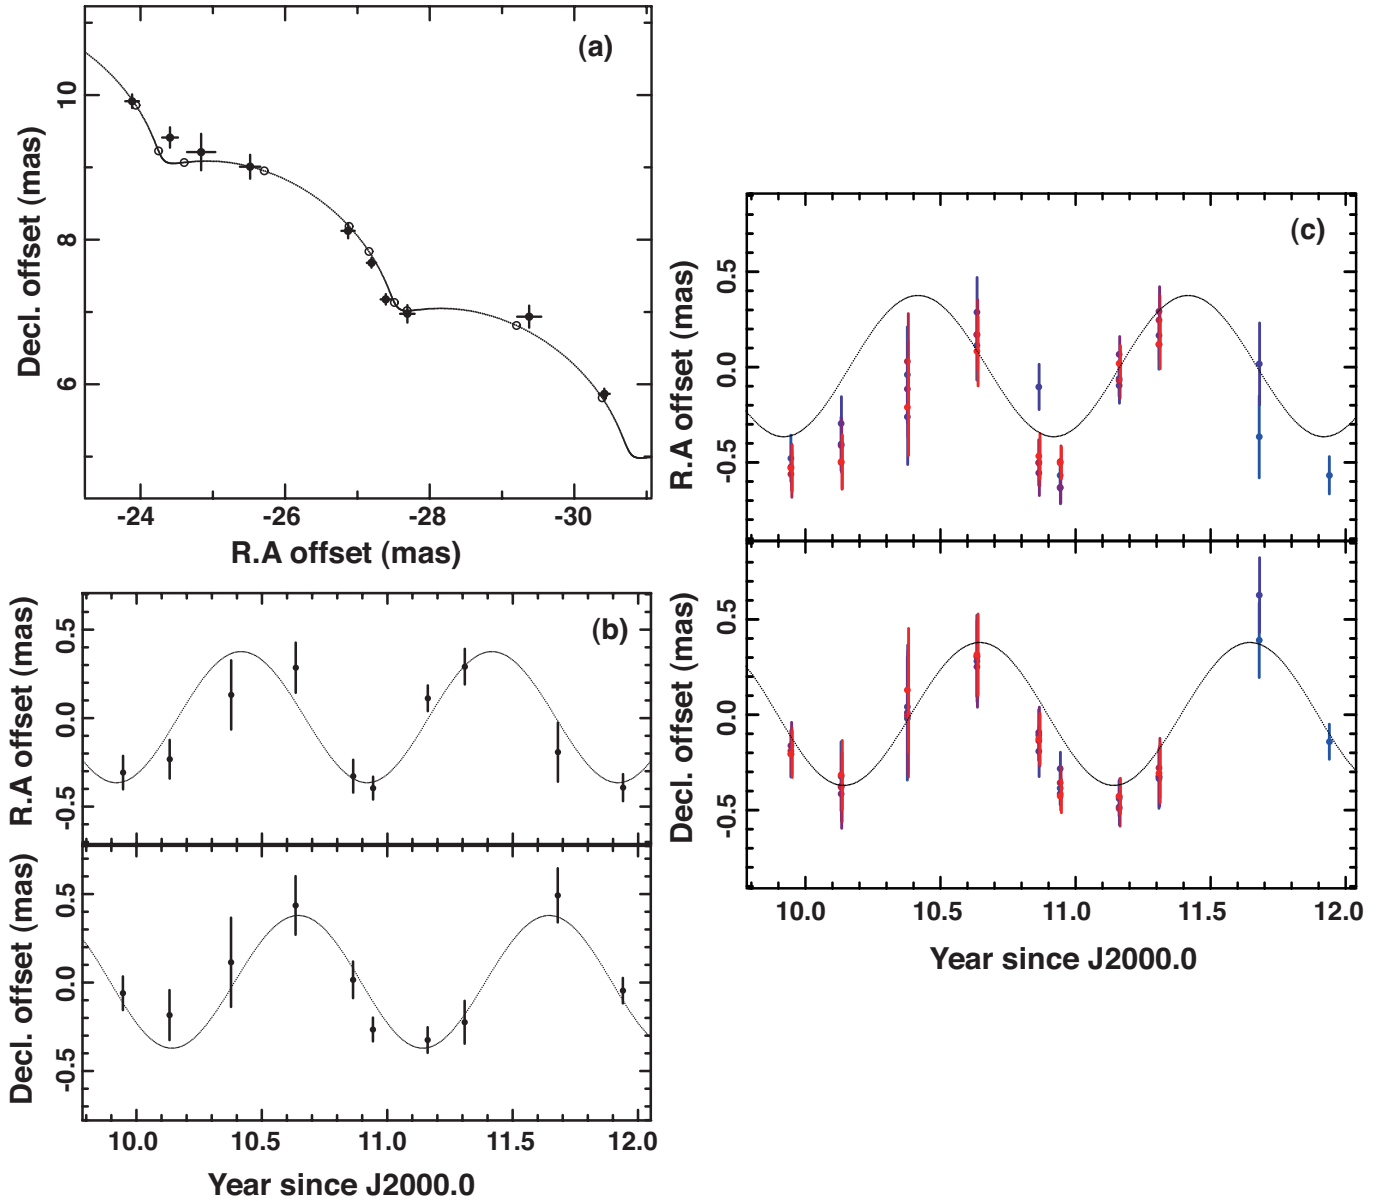 (a)
10
8
6
Decl. offset (mas)
-24 -26 -28 -30
R.A offset (mas)
(b)
0.5
0.0
-0.5
R.A offset (mas)
0.5
0.0
-0.5
Decl. offset (mas)
10.0 10.5 11.0 11.5 12.0
Year since J2000.0
(c)
0.5
0.0
-0.5
R.A offset (mas)
0.5
0.0
-0.5
Decl. offset (mas)
10.0 10.5 11.0 11.5 12.0
Year since J2000.0